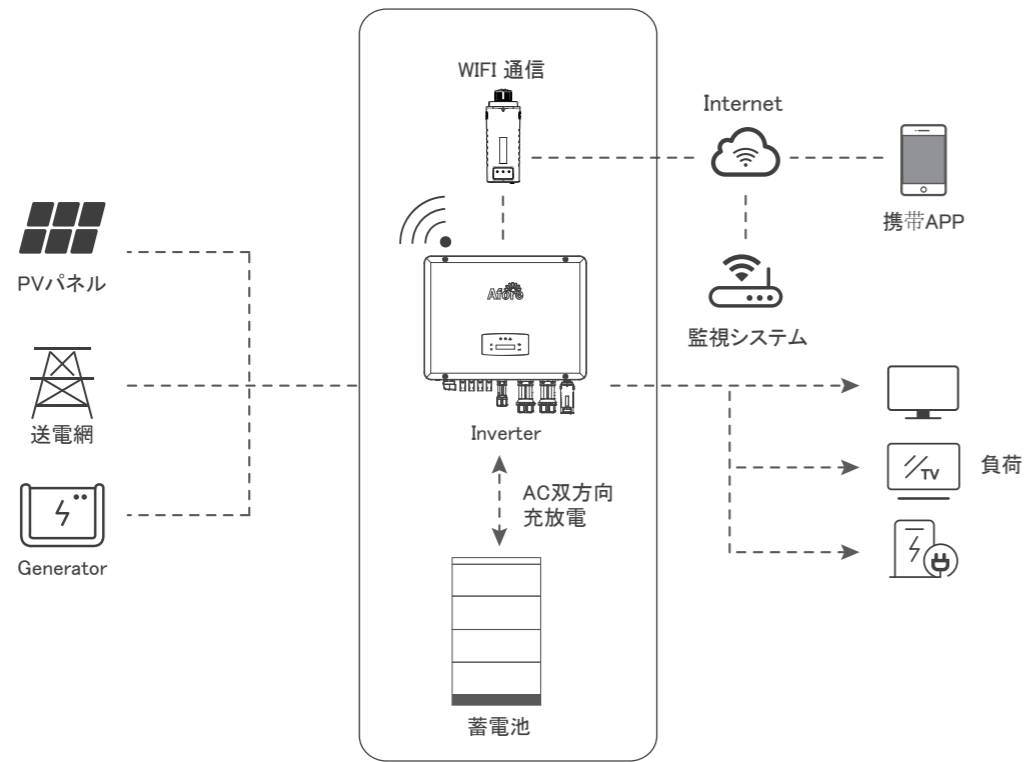 WIFI 通信
Internet
携带APP
PVパネル
Afore
監視システム
送電網
Inverter
TV
負荷
AC双方向
充放電
Generator
蓄電池